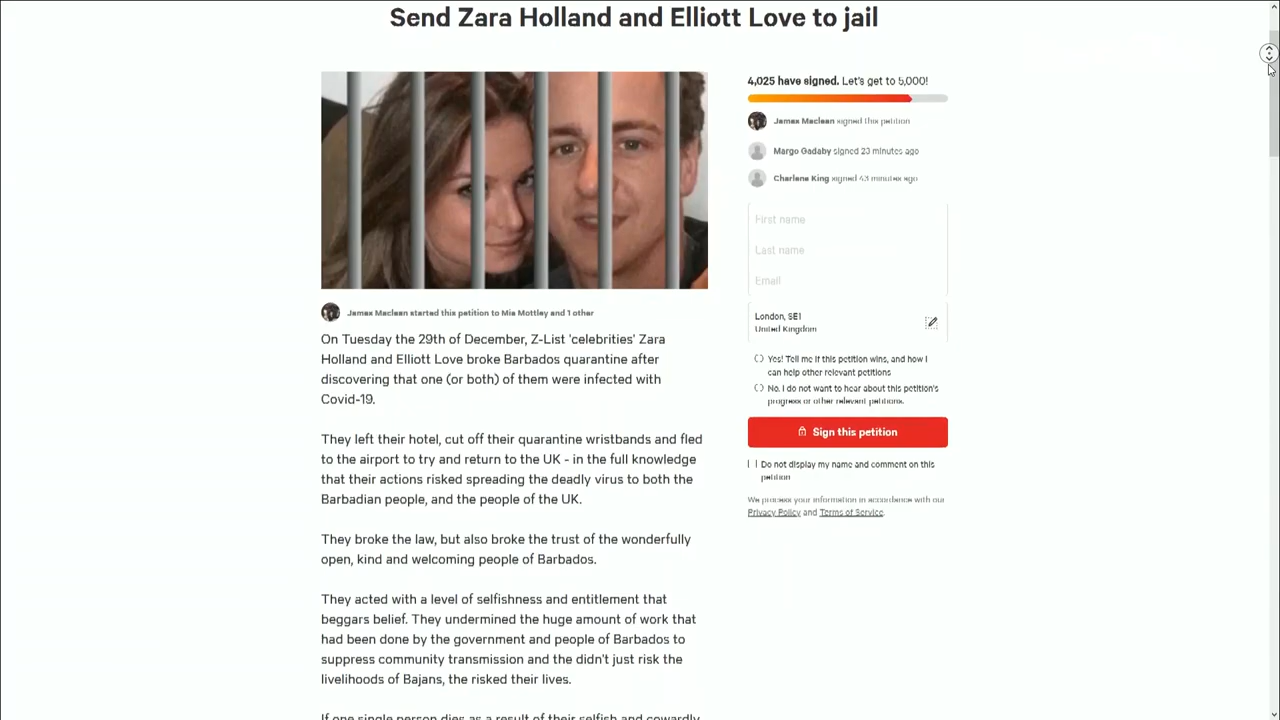 Send Zara Holland and Elliott Love to jail
4,025 have signed. Let's get to 5,000!
James Maclean signed this petition
Margo Gadaby signed 23 minutes ago
Charlene King signed 43 minutes ago
First name
Last name
Email
London, SE1
United Kingdom
Yes! Tell me if this petition wins, and how I
can help other relevant petitions
No. I do not want to hear about this petition's
progress or other relevant petitions.
Sign this petition
Do not display my name and comment on this
petition
We process your information in accordance with our
Privacy Policy and Terms of Service.
James Maclean started this petition to Mia Mottley and 1 other
On Tuesday the 29th of December, Z-List 'celebrities' Zara
Holland and Elliott Love broke Barbados quarantine after
discovering that one (or both) of them were infected with
Covid-19.
They left their hotel, cut off their quarantine wristbands and fled
to the airport to try and return to the UK - in the full knowledge
that their actions risked spreading the deadly virus to both the
Barbadian people, and the people of the UK.
They broke the law, but also broke the trust of the wonderfully
open, kind and welcoming people of Barbados.
They acted with a level of selfishness and entitlement that
beggars belief. They undermined the huge amount of work that
had been done by the government and people of Barbados to
suppress community transmission and the didn't just risk the
livelihoods of Bajans, the risked their lives.
If one single person dies as a result of their selfish and cowardly